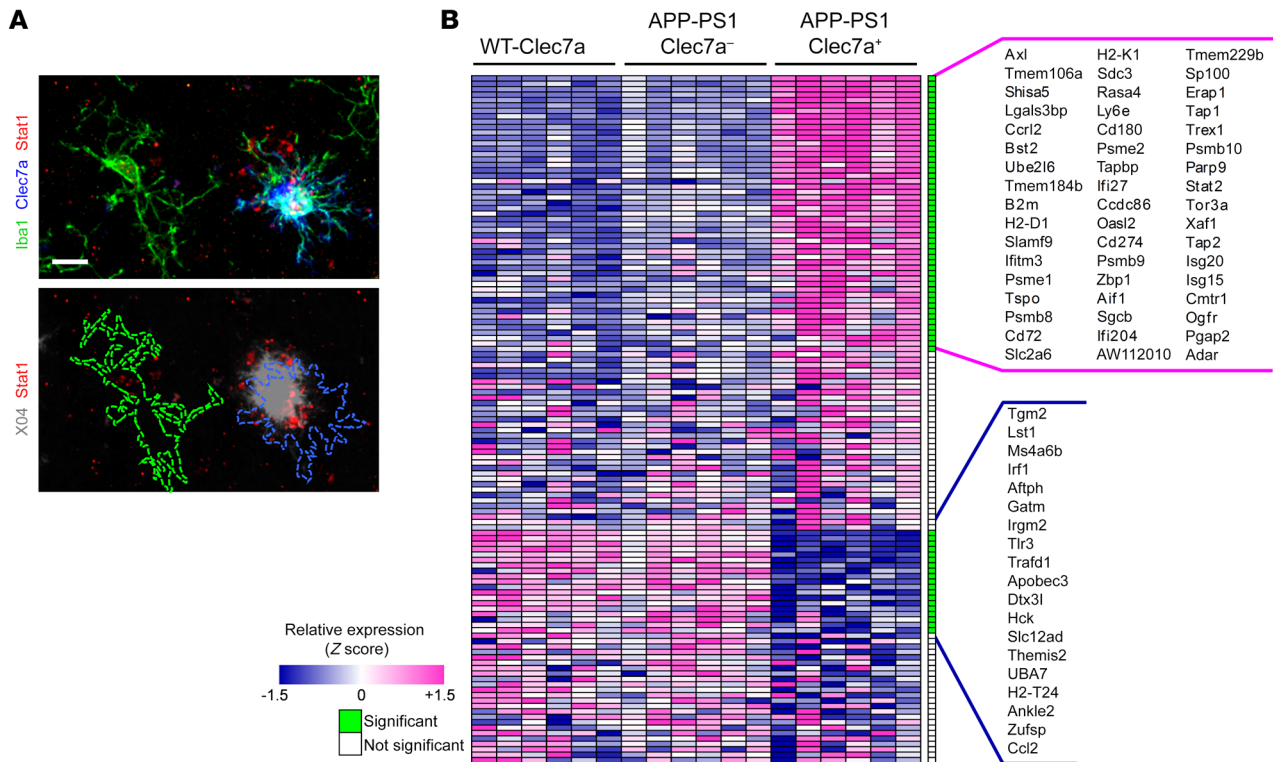 A
Iba1 Clec7a Stat1
X04 Stat1
B
WT-Clec7a
APP-PS1
Clec7a–
APP-PS1
Clec7a+
Relative expression
(Z score)
-1.5 0 +1.5
Significant
Not significant
Axl H2-K1 Tmem229b
Tmem106a Sdc3 Sp100
Shisa5 Rasa4 Erap1
Lgals3bp Ly6e Tap1
Ccrl2 Cd180 Trex1
Bst2 Psme2 Psmb10
Ube2l6 Tapbp Parp9
Tmem184b Ifi27 Stat2
B2m Ccdc86 Tor3a
H2-D1 Oasl2 Xaf1
Slamf9 Cd274 Tap2
Ifitm3 Psmb9 Isg20
Psme1 Zbp1 Isg15
Tspo Aif1 Cmtr1
Psmb8 Sgcb Ogfr
Cd72 Ifi204 Pgap2
Slc2a6 AW112010 Adar
Tgm2
Lst1
Ms4a6b
Irf1
Aftph
Gatm
Irgm2
Tlr3
Trafd1
Apobec3
Dtx3l
Hck
Slc12ad
Themis2
UBA7
H2-T24
Ankle2
Zufsp
Ccl2